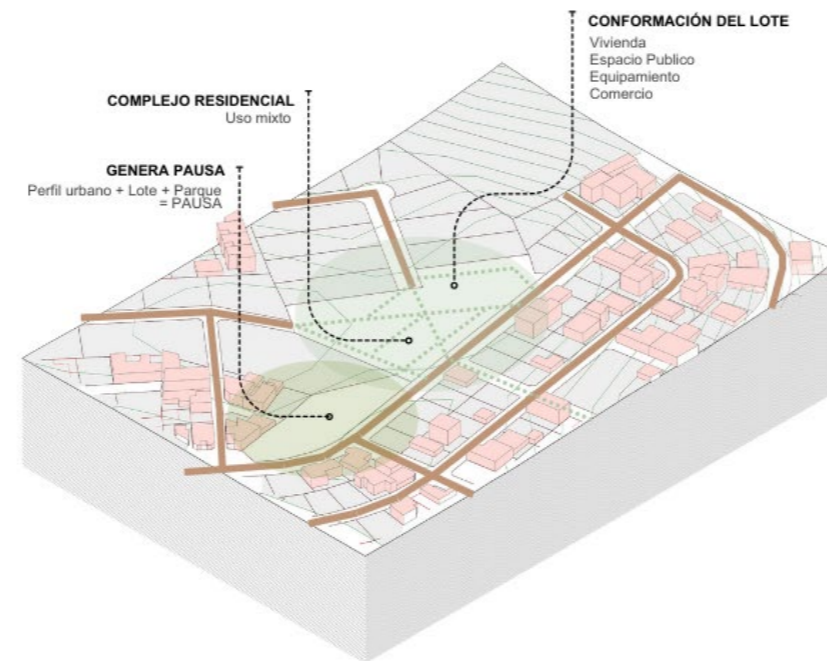 CONFORMACIÓN DEL LOTE
Vivienda
Espacio Publico
Equipamiento
Comercio
COMPLEJO RESIDENCIAL
Uso mixto
GENERA PAUSA
Perfil urbano + Lote + Parque
= PAUSA